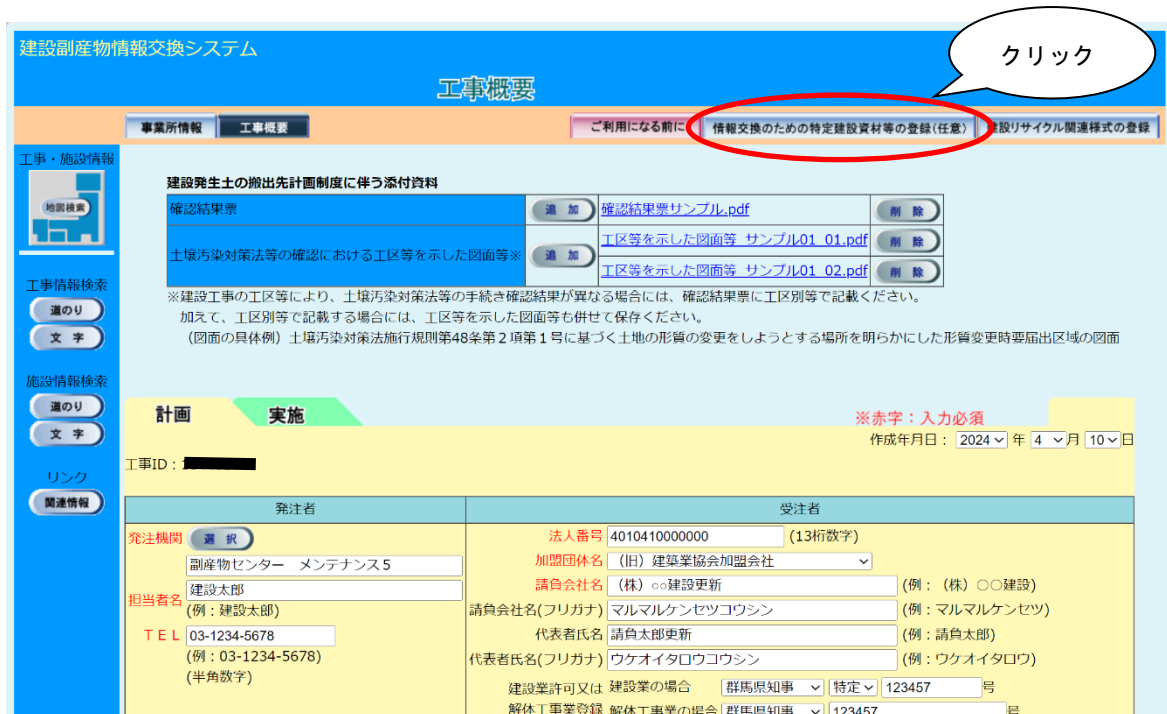 建設副産物情報交換システム
クリック
工事概要
事業所情報 工事概要 ご利用になる前に 情報交換のための特定建設資材等の登録(任意) 建設リサイクル関連様式の登録
工事・施設情報
地図検索
工事情報検索
道のり
文字
施設情報検索
道のり
文字
リンク
関連情報
建設発生土の搬出先計画制度に伴う添付資料
確認結果票 追加 確認結果票サンプル.pdf 削除
土壌汚染対策法等の確認における工区等を示した図面等※ 追加 工区等を示した図面等_サンプル01_01.pdf 削除
工区等を示した図面等_サンプル01_02.pdf 削除
※建設工事の工区等により、土壌汚染対策法等の手続き確認結果が異なる場合には、確認結果票に工区別等で記載ください。
加えて、工区別等で記載する場合には、工区等を示した図面等も併せて保存ください。
（図面の具体例）土壌汚染対策法施行規則第48条第２項第１号に基づく土地の形質の変更をしようとする場所を明らかにした形質変更時要届出区域の図面
計画 実施 ※赤字：入力必須
作成年月日： 2024 年 4 月 10 日
工事ID：
発注者 受注者
発注機関 選択
副産物センター　メンテナンス５
担当者名 建設太郎
(例：建設太郎)
ＴＥＬ 03-1234-5678
(例：03-1234-5678)
(半角数字)
法人番号 4010410000000 (13桁数字)
加盟団体名 （旧）建築業協会加盟会社
請負会社名 （株）○○建設更新 (例：（株）〇〇建設)
請負会社名(フリガナ) マルマルケンセツコウシン (例：マルマルケンセツ)
代表者氏名 請負太郎更新 (例：請負太郎)
代表者氏名(フリガナ) ウケオイタロウコウシン (例：ウケオイタロウ)
建設業許可又は 建設業の場合 群馬県知事 特定 123457 号
解体工事業登録 解体工事業の場合 群馬県知事 123457 号